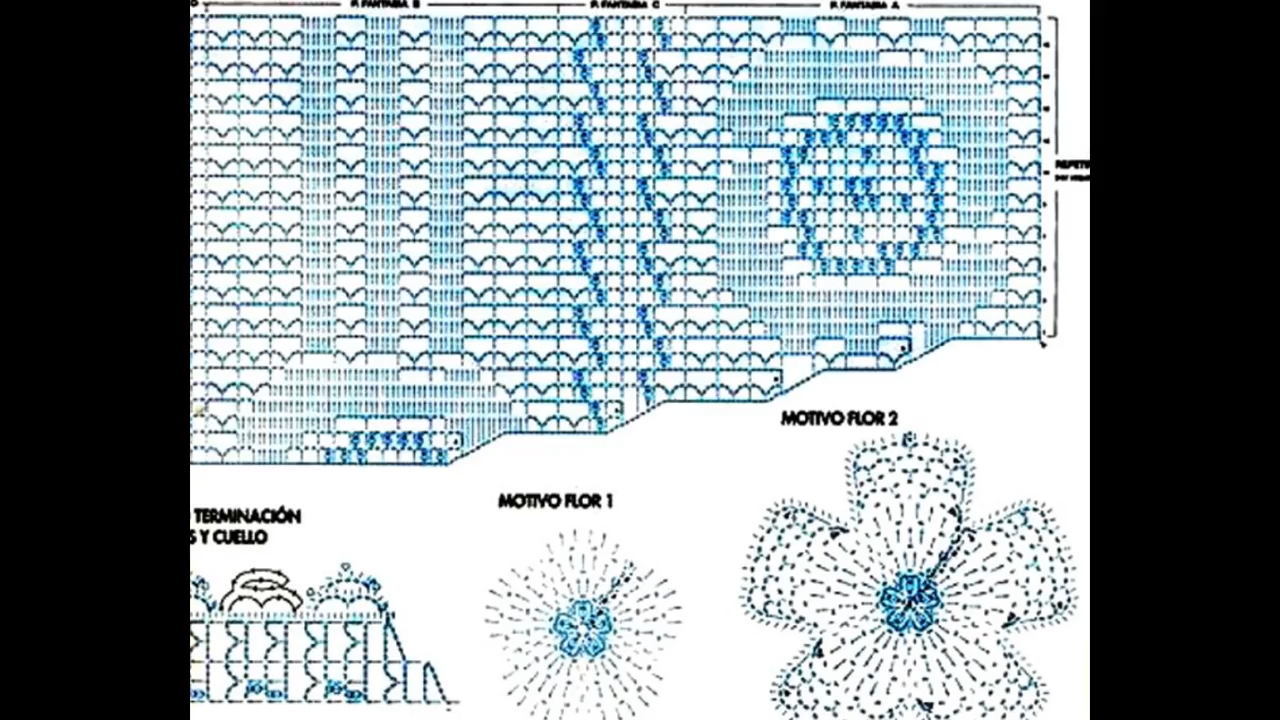 P. FANTASIA B
P. FANTASIA C
P. FANTASIA A
MOTIVO FLOR 2
MOTIVO FLOR 1
TERMINACIÓN
S Y CUELLO